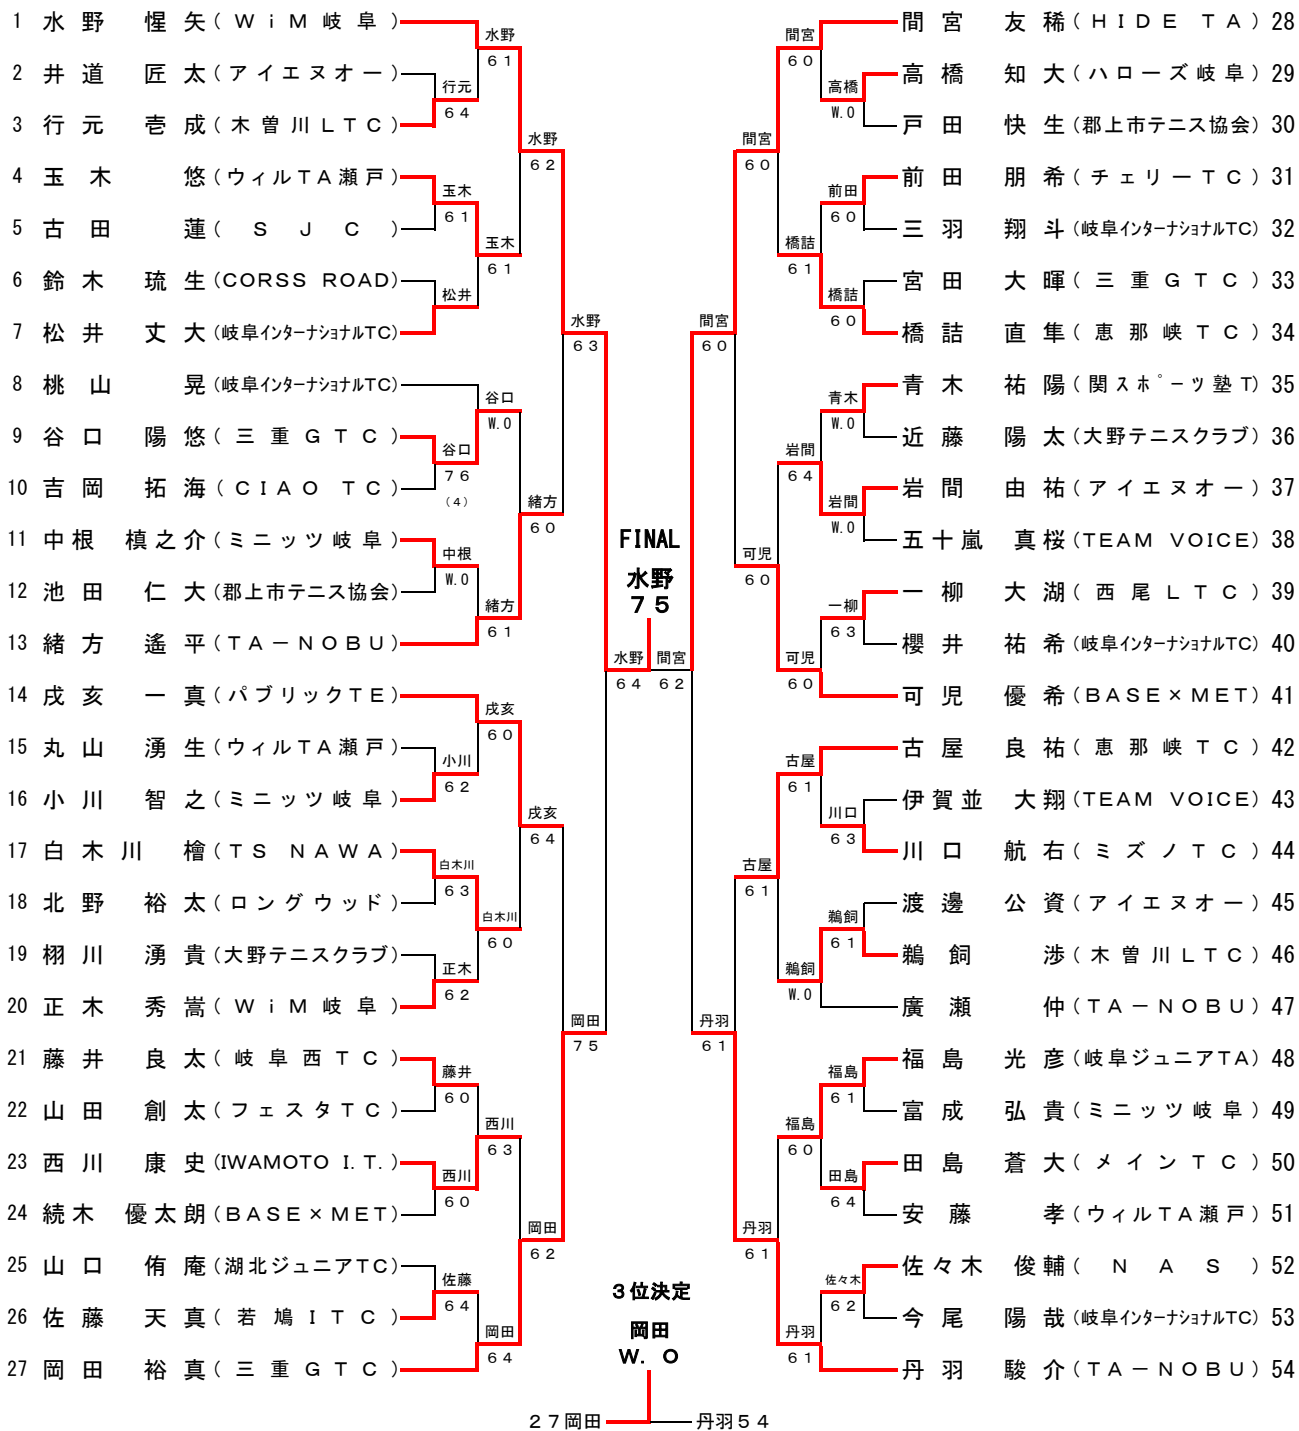 1 水野 惺矢(WiM岐阜)
2 井道 匠太(アイエヌオー)
3 行元 壱成(木曽川LTC)
4 玉木 悠(ウィルTA瀬戸)
5 古田 蓮(SJC)
6 鈴木 琉生(CORSS ROAD)
7 松井 丈大(岐阜インターナショナルTC)
8 桃山 晃(岐阜インターナショナルTC)
9 谷口 陽悠(三重GTC)
10 吉岡 拓海(CIAO TC)
11 中根 槙之介(ミニッツ岐阜)
12 池田 仁大(郡上市テニス協会)
13 緒方 遙平(TA-NOBU)
14 戌亥 一真(パブリックTE)
15 丸山 湧生(ウィルTA瀬戸)
16 小川 智之(ミニッツ岐阜)
17 白木川 檜(TS NAWA)
18 北野 裕太(ロングウッド)
19 栩川 湧貴(大野テニスクラブ)
20 正木 秀嵩(WiM岐阜)
21 藤井 良太(岐阜西TC)
22 山田 創太(フェスタTC)
23 西川 康史(IWAMOTO I.T.)
24 続木 優太朗(BASE×MET)
25 山口 侑庵(湖北ジュニアTC)
26 佐藤 天真(若鳩ITC)
27 岡田 裕真(三重GTC)
行元
64
玉木
61
松井
谷口
76
(4)
中根
W.0
小川
62
白木川
63
正木
62
藤井
60
西川
60
佐藤
64
水野
61
玉木
61
谷口
W.0
緒方
61
戌亥
60
白木川
60
西川
63
岡田
64
水野
62
緒方
60
戌亥
64
岡田
62
水野
63
岡田
75
水野
64
FINAL
水野
75
間宮
62
3位決定
岡田
W. O
27岡田
丹羽54
間宮
60
丹羽
61
間宮
60
可児
60
古屋
61
丹羽
61
間宮
60
橋詰
61
岩間
64
可児
60
古屋
61
鵜飼
W.0
福島
60
丹羽
61
高橋
W.0
前田
60
橋詰
60
青木
W.0
岩間
W.0
一柳
63
川口
63
鵜飼
61
福島
61
田島
64
佐々木
62
間宮 友稀(HIDE TA) 28
高橋 知大(ハローズ岐阜) 29
戸田 快生(郡上市テニス協会) 30
前田 朋希(チェリーTC) 31
三羽 翔斗(岐阜インターナショナルTC) 32
宮田 大暉(三重GTC) 33
橋詰 直隼(恵那峡TC) 34
青木 祐陽(関スポーツ塾T) 35
近藤 陽太(大野テニスクラブ) 36
岩間 由祐(アイエヌオー) 37
五十嵐 真桜(TEAM VOICE) 38
一柳 大湖(西尾LTC) 39
櫻井 祐希(岐阜インターナショナルTC) 40
可児 優希(BASE×MET) 41
古屋 良祐(恵那峡TC) 42
伊賀並 大翔(TEAM VOICE) 43
川口 航右(ミズノTC) 44
渡邊 公資(アイエヌオー) 45
鵜飼 渉(木曽川LTC) 46
廣瀬 仲(TA-NOBU) 47
福島 光彦(岐阜ジュニアTA) 48
富成 弘貴(ミニッツ岐阜) 49
田島 蒼大(メインTC) 50
安藤 孝(ウィルTA瀬戸) 51
佐々木 俊輔(NAS) 52
今尾 陽哉(岐阜インターナショナルTC) 53
丹羽 駿介(TA-NOBU) 54